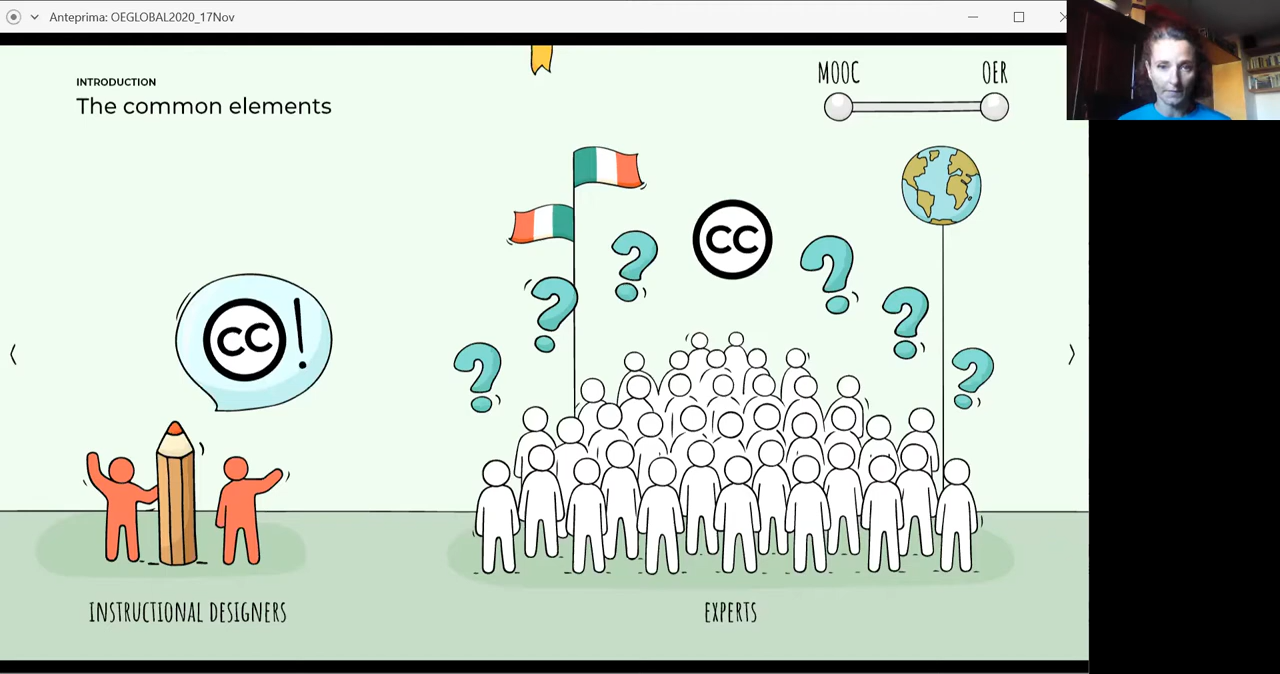 Anteprima: OEGLOBAL2020_17Nov
INTRODUCTION
The common elements
MOOC OER
CC
CC!
? ? ? ? ? ?
INSTRUCTIONAL DESIGNERS
EXPERTS